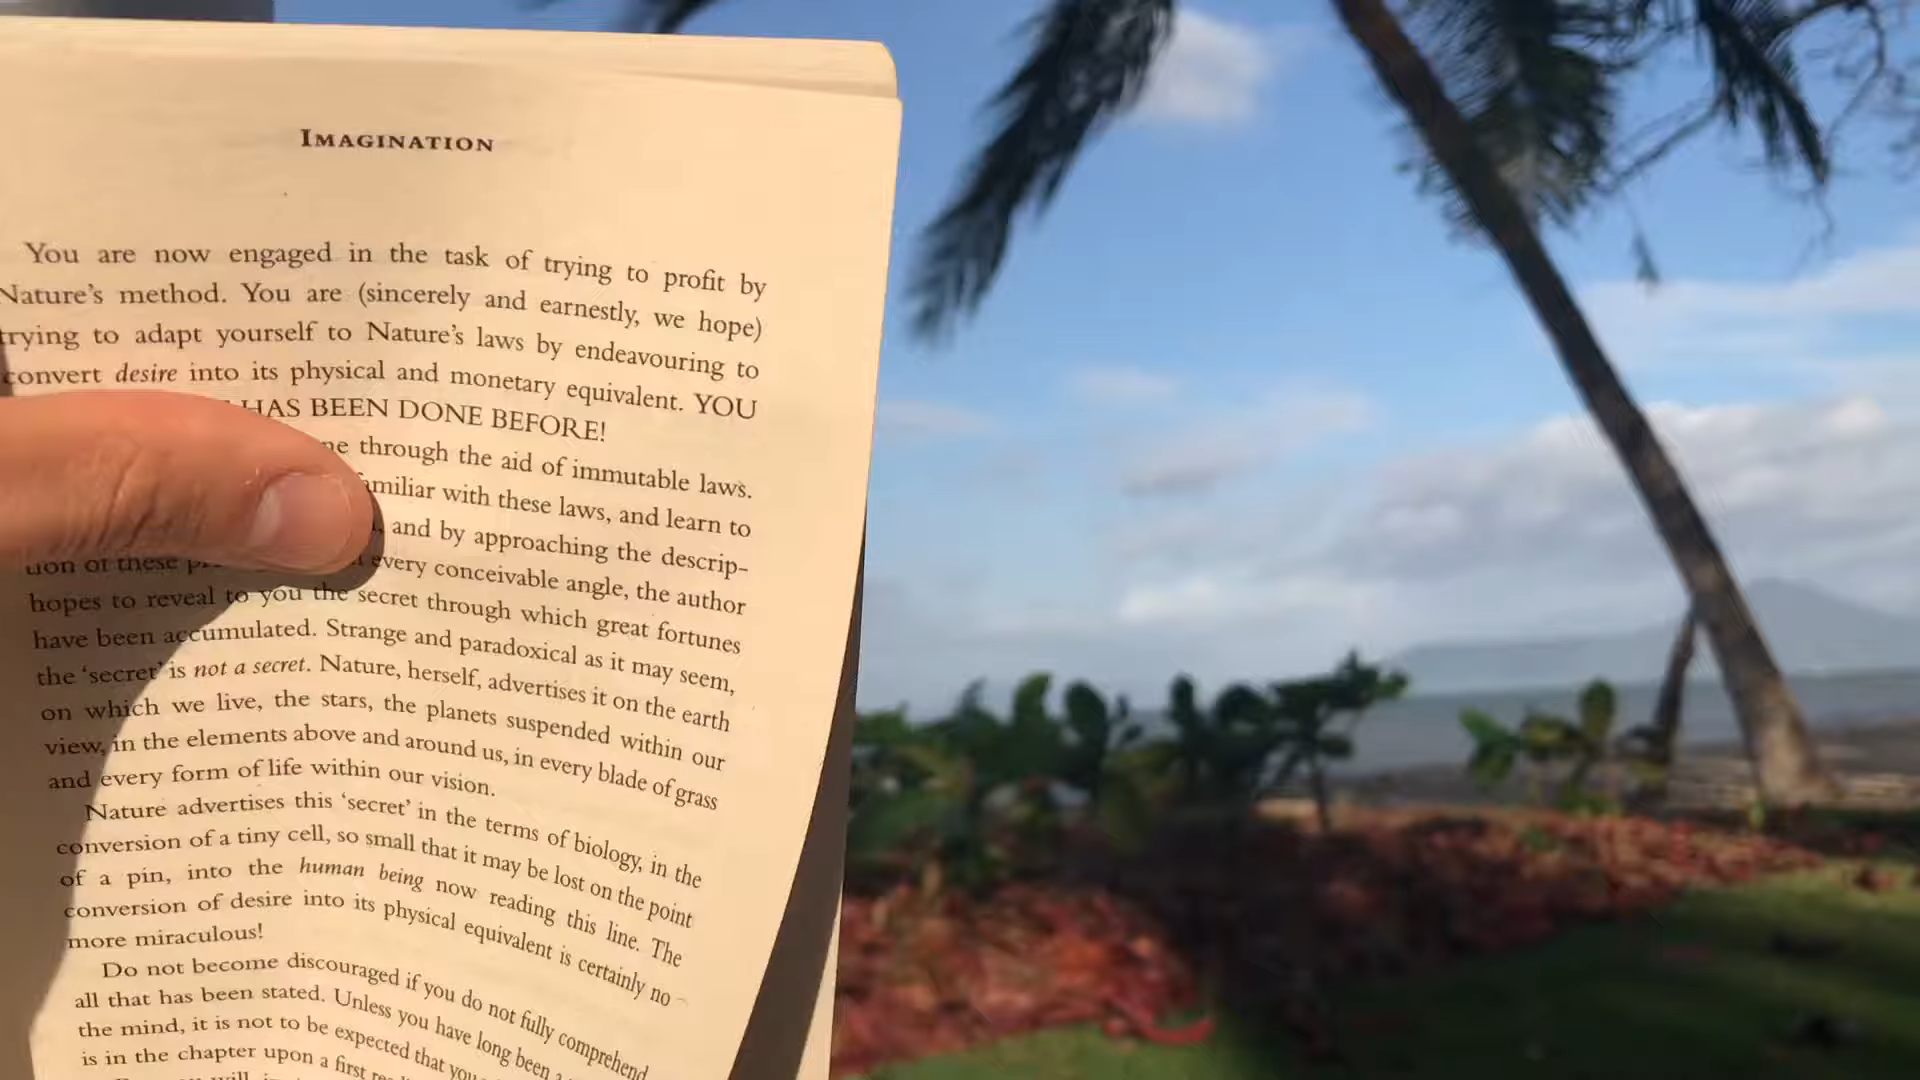 IMAGINATION
You are now engaged in the task of trying to profit by
Nature's method. You are (sincerely and earnestly, we hope)
trying to adapt yourself to Nature's laws by endeavouring to
convert desire into its physical and monetary equivalent. YOU
HAS BEEN DONE BEFORE!
through the aid of immutable laws.
with these laws, and learn to
and by approaching the descrip-
tion of these every conceivable angle, the author
hopes to reveal to you the secret through which great fortunes
have been accumulated. Strange and paradoxical as it may seem,
the 'secret' is not a secret. Nature, herself, advertises it on the earth
on which we live, the stars, the planets suspended within our
view, in the elements above and around us, in every blade of grass
and every form of life within our vision.
Nature advertises this 'secret' in the terms of biology, in the
conversion of a tiny cell, so small that it may be lost on the point
of a pin, into the human being now reading this line. The
conversion of desire into its physical equivalent is certainly no
more miraculous!
Do not become discouraged if you do not fully comprehend
all that has been stated. Unless you have long been a
the mind, it is not to be expected that you
is in the chapter upon a first